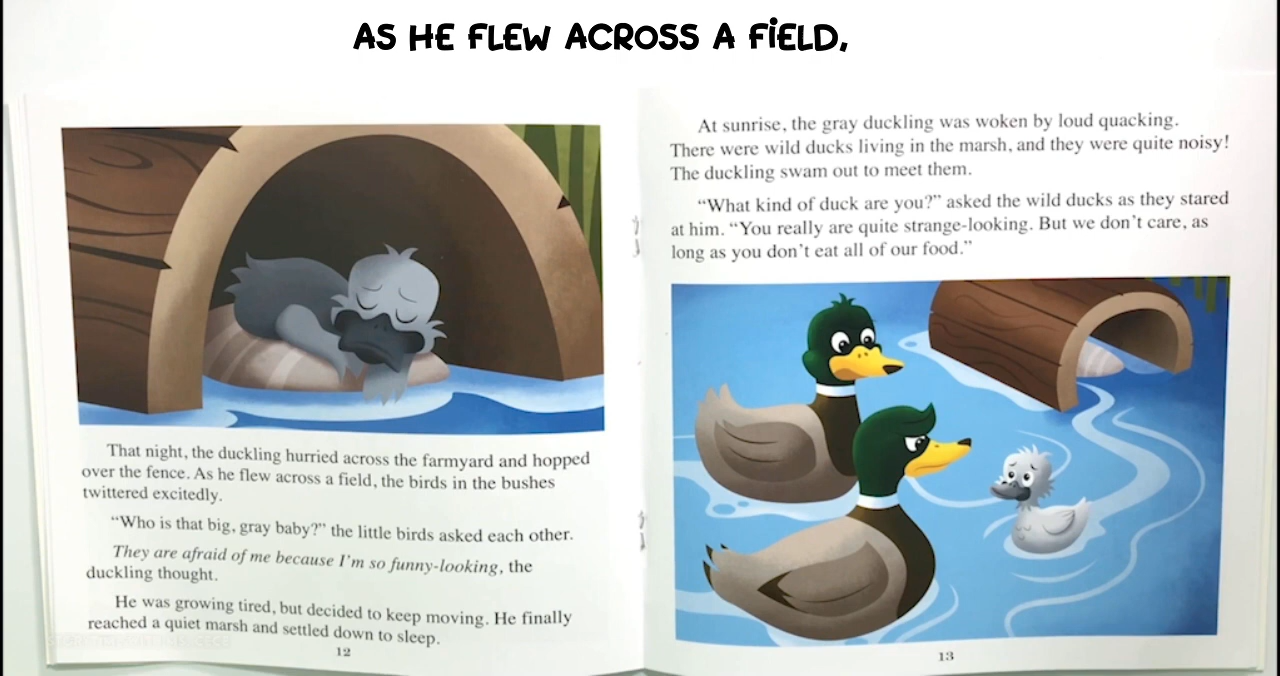 AS HE FLEW ACROSS A FIELD,
That night, the duckling hurried across the farmyard and hopped
over the fence. As he flew across a field, the birds in the bushes
twittered excitedly.
“Who is that big, gray baby?” the little birds asked each other.
They are afraid of me because I’m so funny-looking, the
duckling thought.
He was growing tired, but decided to keep moving. He finally
reached a quiet marsh and settled down to sleep.
12
At sunrise, the gray duckling was woken by loud quacking.
There were wild ducks living in the marsh, and they were quite noisy!
The duckling swam out to meet them.
“What kind of duck are you?” asked the wild ducks as they stared
at him. “You really are quite strange-looking. But we don’t care, as
long as you don’t eat all of our food.”
13